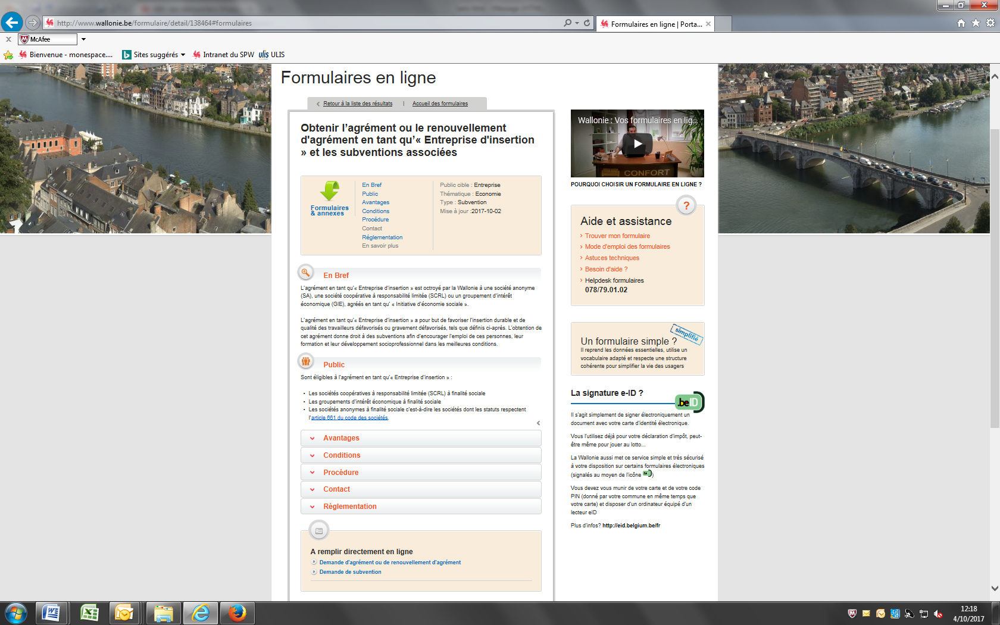 http://www.wallonie.be/formulaire/detail/138464#formulaires
Formulaires en ligne | Porta...
McAfee
Bienvenue - monespace....
Sites suggérés
Intranet du SPW
ulis ULIS
Formulaires en ligne
Retour à la liste des résultats | Accueil des formulaires
Obtenir l'agrément ou le renouvellement
d'agrément en tant qu'« Entreprise d'insertion
» et les subventions associées
Formulaires
& annexes
En Bref
Public
Avantages
Conditions
Procédure
Contact
Réglementation
En savoir plus
Public cible : Entreprise
Thématique : Economie
Type : Subvention
Mise à jour :2017-10-02
En Bref
L'agrément en tant qu'« Entreprise d'insertion » est octroyé par la Wallonie à une société anonyme
(SA), une société coopérative à responsabilité limitée (SCRL) ou un groupement d'intérêt
économique (GIE), agréés en tant qu' « Initiative d'économie sociale ».
L'agrément en tant qu'« Entreprise d'insertion » a pour but de favoriser l'insertion durable et de
qualité des travailleurs défavorisés ou gravement défavorisés, tels que définis ci-après. L'obtention de
cet agrément donne droit à des subventions afin d'encourager l'emploi de ces personnes, leur
formation et leur développement socioprofessionnel dans les meilleures conditions.
Public
Sont éligibles à l'agrément en tant qu'« Entreprise d'insertion » :
• Les sociétés coopératives à responsabilité limitée (SCRL) à finalité sociale
• Les groupements d'intérêt économique à finalité sociale
• Les sociétés anonymes à finalité sociale c'est-à-dire les sociétés dont les statuts respectent
l'article 661 du code des sociétés.
Avantages
Conditions
Procédure
Contact
Réglementation
A remplir directement en ligne
Demande d'agrément ou de renouvellement d'agrément
Demande de subvention
Wallonie : Vos formulaires en lig...
CONFORT
POURQUOI CHOISIR UN FORMULAIRE EN LIGNE ?
?
Aide et assistance
Trouver mon formulaire
Mode d'emploi des formulaires
Astuces techniques
Besoin d'aide ?
Helpdesk formulaires
078/79.01.02
simplifié
Un formulaire simple ?
Il reprend les données essentielles, utilise un
vocabulaire adapté et respecte une structure
cohérente pour simplifier la vie des usagers
La signature e-ID ?
.beID
Il s'agit simplement de signer électroniquement un
document avec votre carte d'identité électronique.
Vous l'utilisez déjà pour votre déclaration d'impôt, peut-
être même pour jouer au lotto...
La Wallonie aussi met ce service simple et très sécurisé
à votre disposition sur certains formulaires électroniques
(signalés au moyen de l'icône )
Vous devez vous munir de votre carte et de votre code
PIN (donné par votre commune en même temps que
votre carte) et disposer d'un ordinateur équipé d'un
lecteur eID
Plus d'infos? http://eid.belgium.be/fr
12:18
4/10/2017